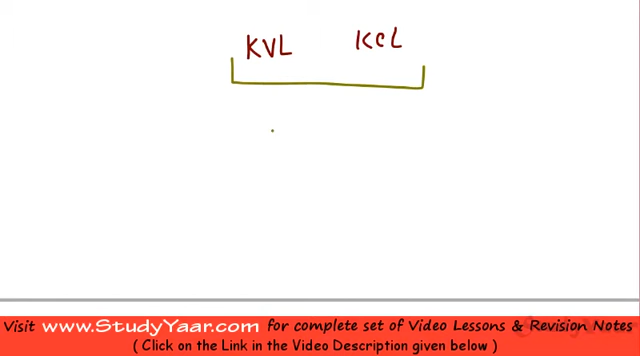 KVL KCL
Visit www.StudyYaar.com for complete set of Video Lessons & Revision Notes
( Click on the Link in the Video Description given below )